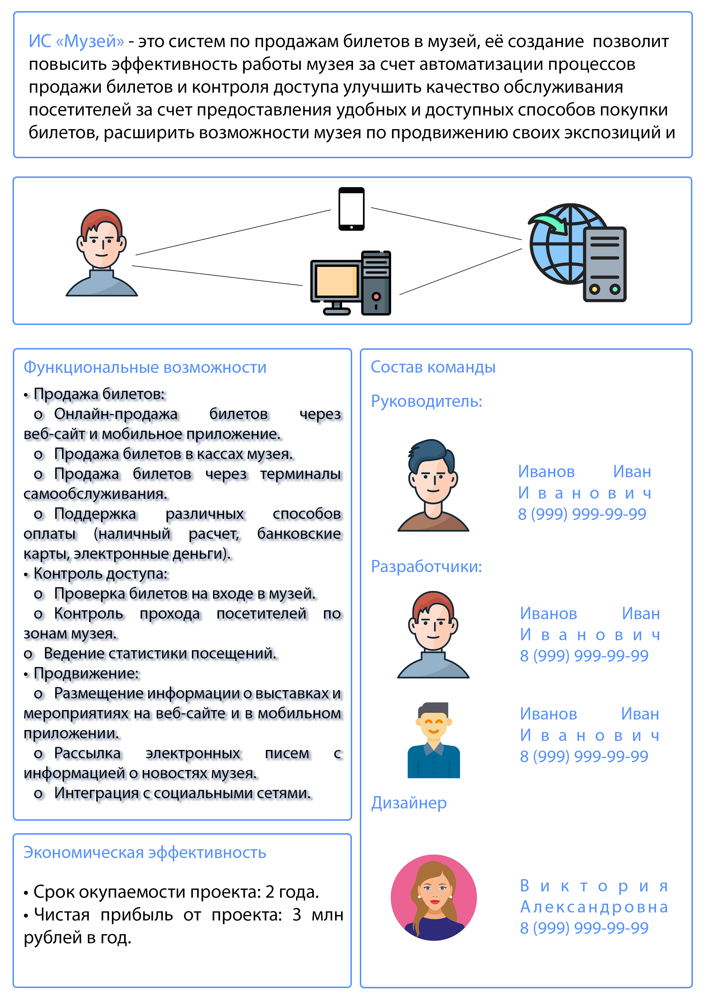 ИС «Музей» - это систем по продажам билетов в музей, её создание позволит
повысить эффективность работы музея за счет автоматизации процессов
продажи билетов и контроля доступа улучшить качество обслуживания
посетителей за счет предоставления удобных и доступных способов покупки
билетов, расширить возможности музея по продвижению своих экспозиций и
Функциональные возможности
• Продажа билетов:
o Онлайн-продажа билетов через
веб-сайт и мобильное приложение.
o Продажа билетов в кассах музея.
o Продажа билетов через терминалы
самообслуживания.
o Поддержка различных способов
оплаты (наличный расчет, банковские
карты, электронные деньги).
• Контроль доступа:
o Проверка билетов на входе в музей.
o Контроль прохода посетителей по
зонам музея.
o Ведение статистики посещений.
• Продвижение:
o Размещение информации о выставках и
мероприятиях на веб-сайте и в мобильном
приложении.
o Рассылка электронных писем с
информацией о новостях музея.
o Интеграция с социальными сетями.
Экономическая эффективность
• Срок окупаемости проекта: 2 года.
• Чистая прибыль от проекта: 3 млн
рублей в год.
Состав команды
Руководитель:
Иванов Иван
Иванович
8 (999) 999-99-99
Разработчики:
Иванов Иван
Иванович
8 (999) 999-99-99
Иванов Иван
Иванович
8 (999) 999-99-99
Дизайнер
Виктория
Александровна
8 (999) 999-99-99